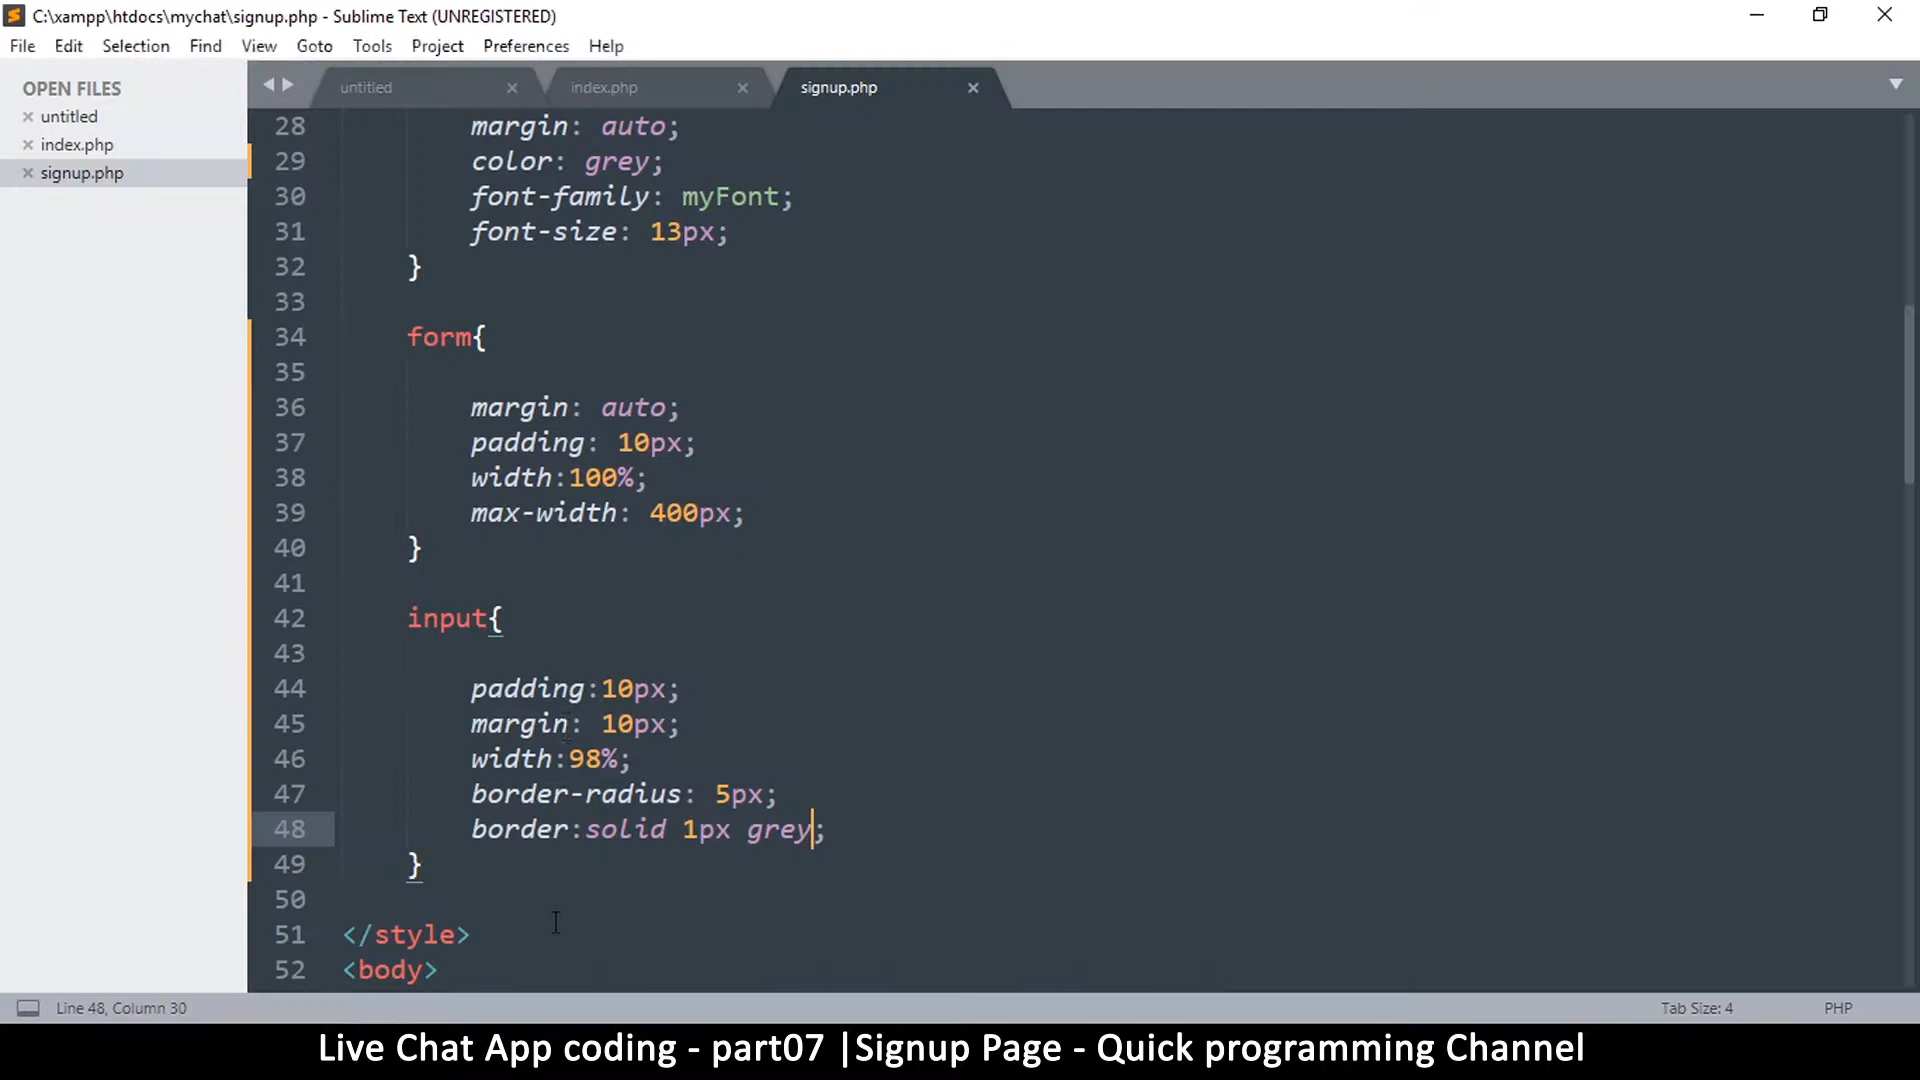 C:\xampp\htdocs\mychat\signup.php - Sublime Text (UNREGISTERED)
File Edit Selection Find View Goto Tools Project Preferences Help
OPEN FILES
untitled
index.php
signup.php
untitled index.php signup.php
28 margin: auto;
29 color: grey;
30 font-family: myFont;
31 font-size: 13px;
32 }
33
34 form{
35
36 margin: auto;
37 padding: 10px;
38 width:100%;
39 max-width: 400px;
40 }
41
42 input{
43
44 padding:10px;
45 margin: 10px;
46 width:98%;
47 border-radius: 5px;
48 border:solid 1px grey;
49 }
50
51 </style>
52 <body>
Line 48, Column 30 Tab Size: 4 PHP
Live Chat App coding - part07 |Signup Page - Quick programming Channel